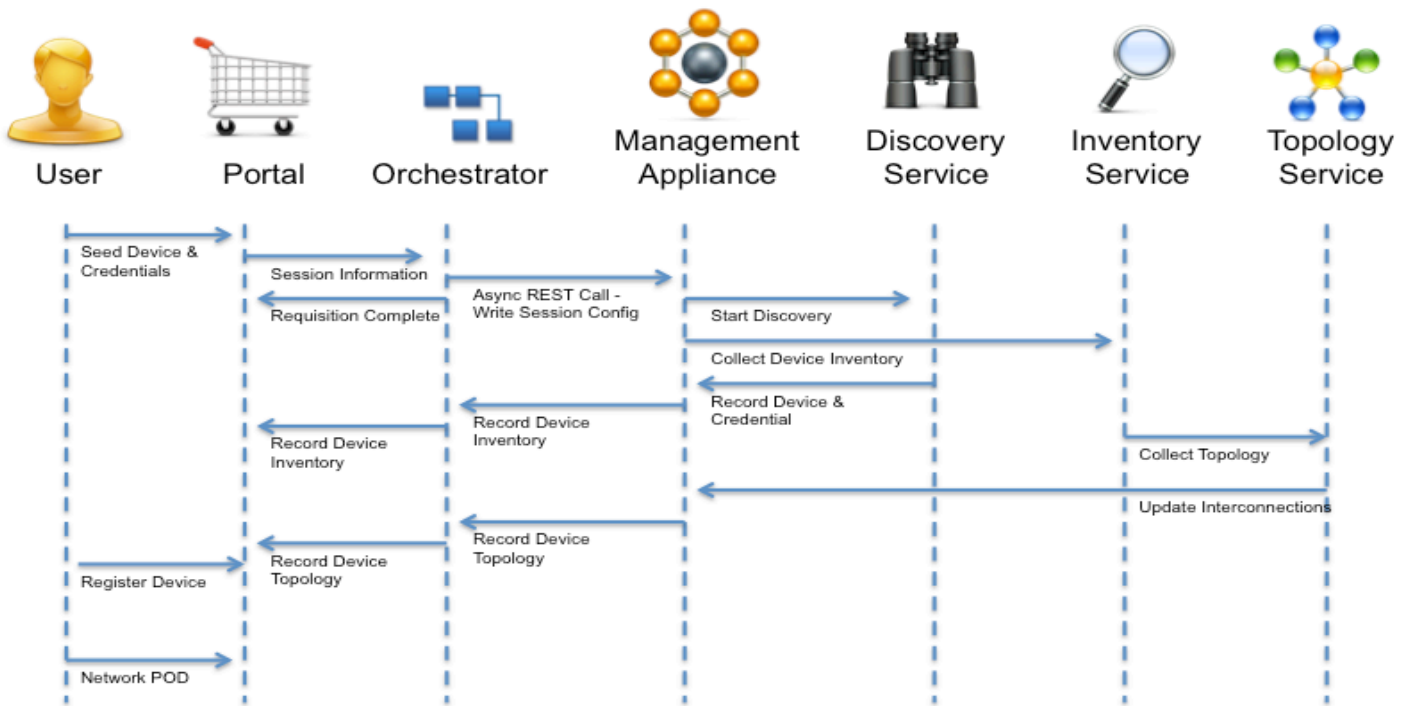 User
Portal
Orchestrator
Management
Appliance
Discovery
Service
Inventory
Service
Topology
Service
Seed Device &
Credentials
Session Information
Async REST Call -
Write Session Config
Requisition Complete
Start Discovery
Collect Device Inventory
Record Device &
Credential
Record Device
Inventory
Record Device
Inventory
Collect Topology
Update Interconnections
Record Device
Topology
Record Device
Topology
Register Device
Network POD